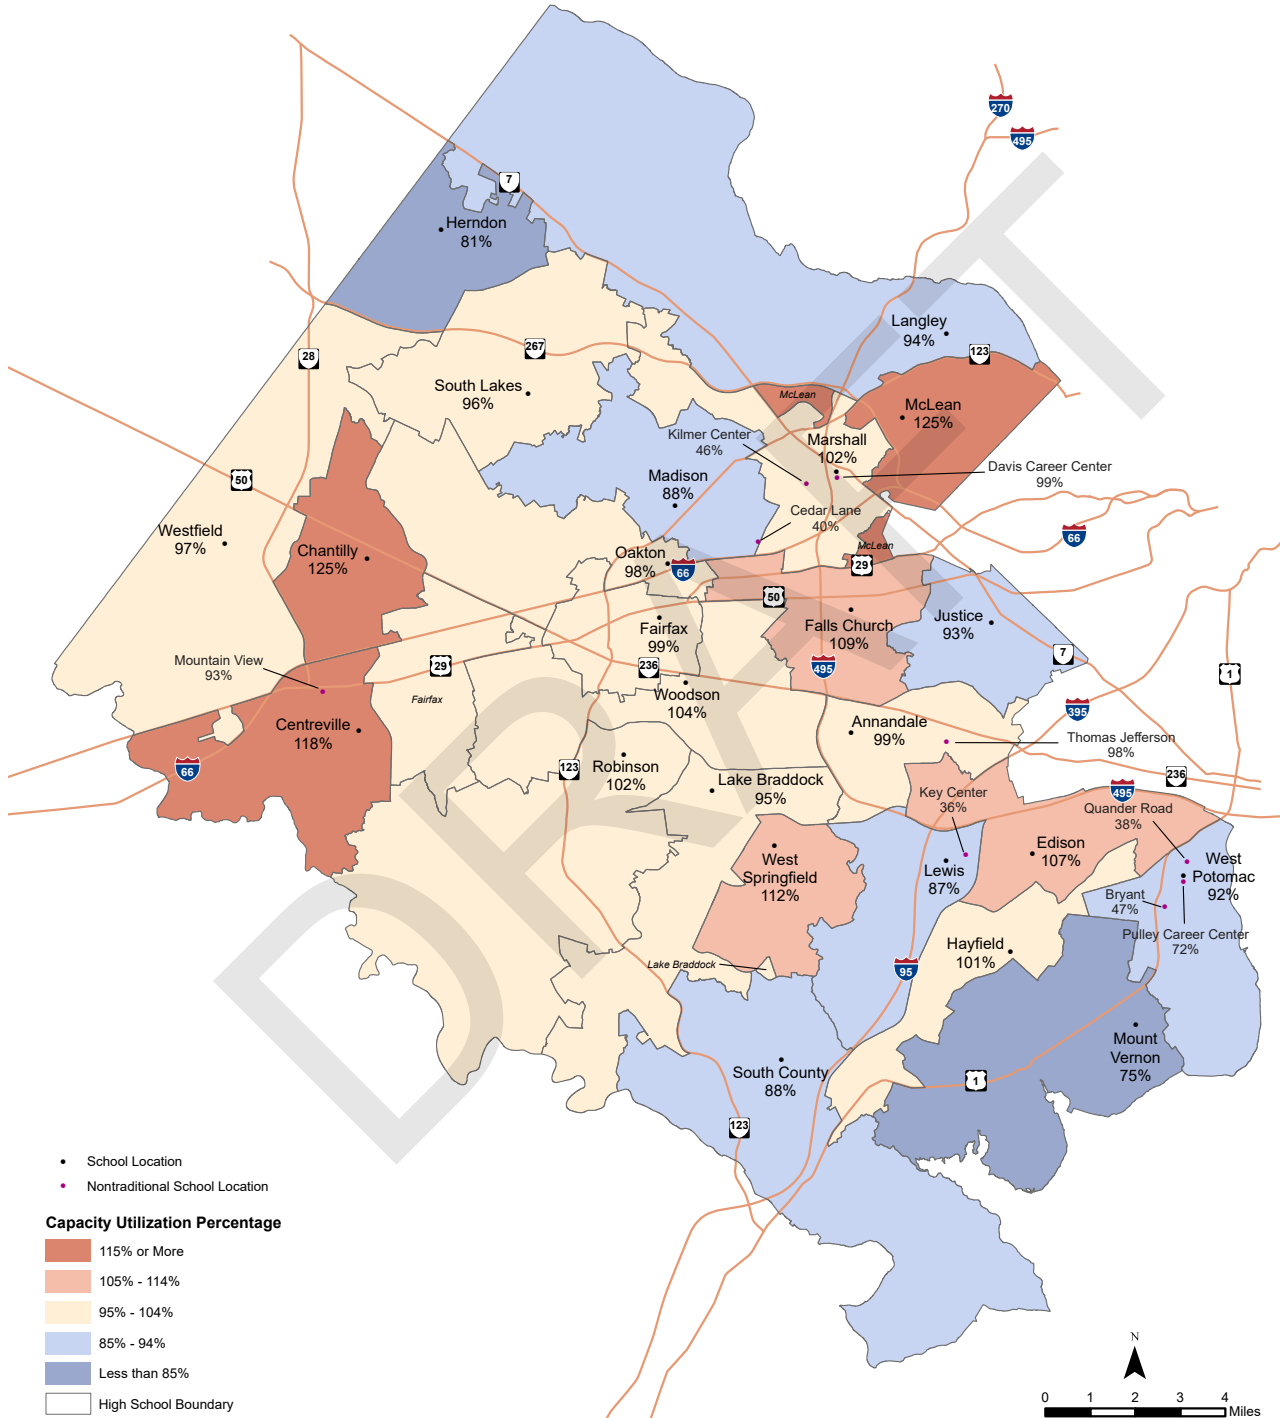 270
495
7
Herndon
81%
Langley
94%
123
28
267
South Lakes
96%
McLean
McLean
125%
Kilmer Center
46%
Marshall
102%
Davis Career Center
99%
50
Madison
88%
Cedar Lane
40%
Westfield
97%
Chantilly
125%
Oakton
98%
66
McLean
29
66
50
Fairfax
99%
Falls Church
109%
Justice
93%
Mountain View
93%
29
236
495
7
1
Fairfax
Woodson
104%
395
Centreville
118%
Annandale
99%
Thomas Jefferson
98%
66
123
Robinson
102%
Lake Braddock
95%
236
495
Key Center
36%
Quander Road
38%
West
Springfield
112%
Edison
107%
Lewis
87%
West
Potomac
92%
Bryant
47%
Pulley Career Center
72%
Hayfield
101%
Lake Braddock
95
Mount
Vernon
75%
South County
88%
1
123
DRAFT
School Location
Nontraditional School Location
Capacity Utilization Percentage
115% or More
105% - 114%
95% - 104%
85% - 94%
Less than 85%
High School Boundary
N
0 1 2 3 4
Miles